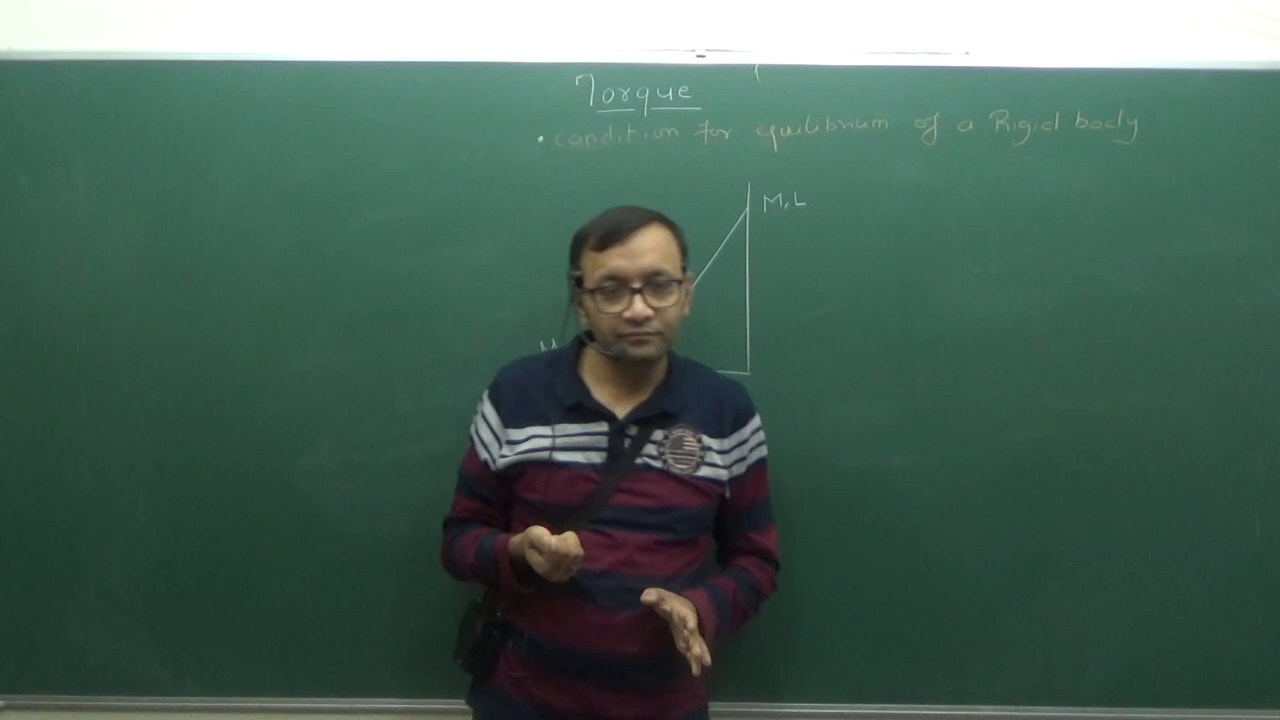 Torque
• condition for equilibrium of a Rigid body
M, L
M